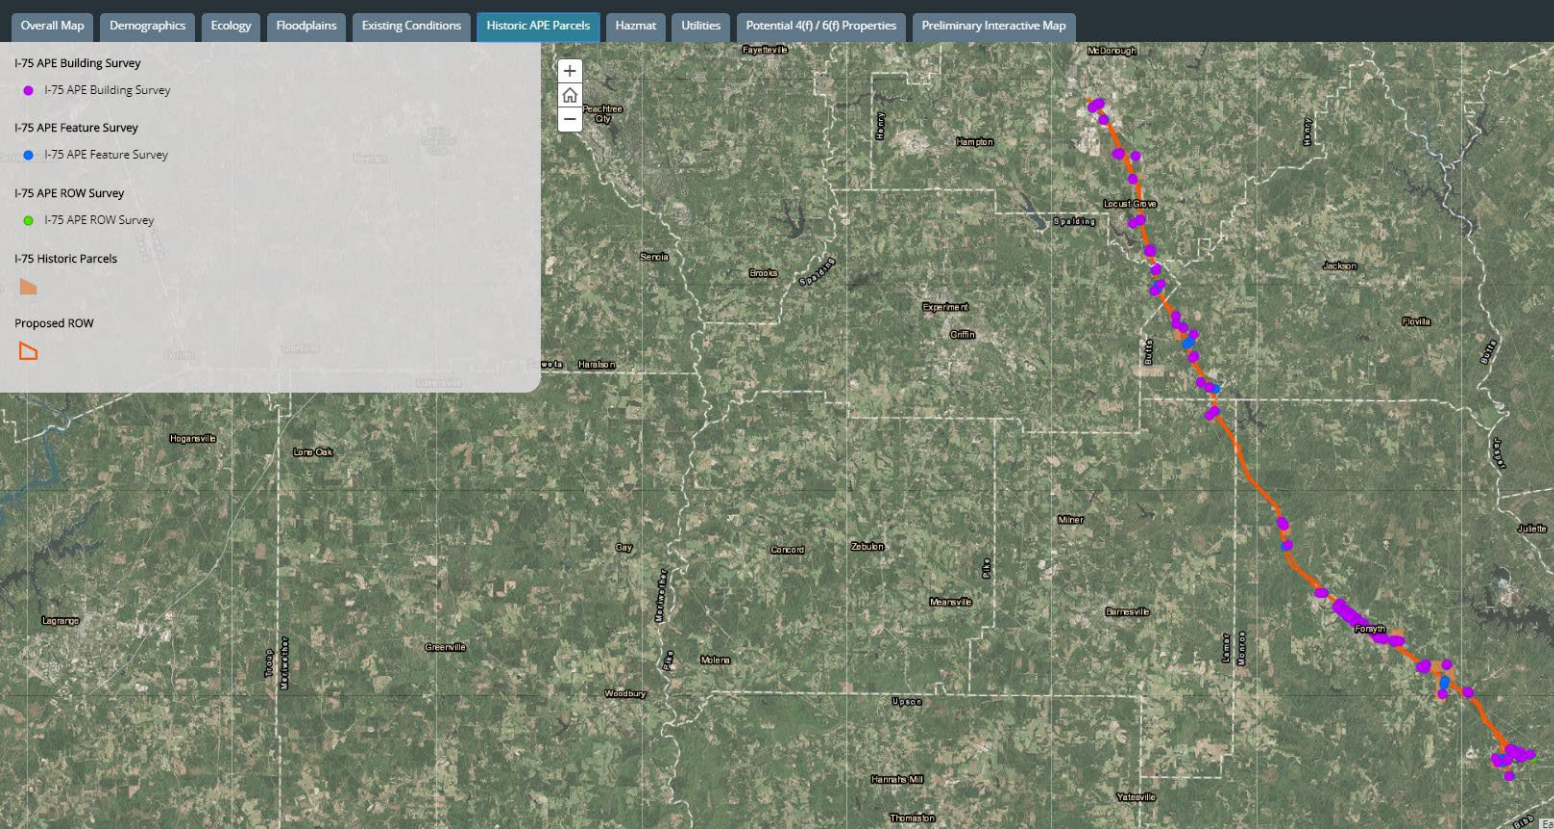 Overall Map
Demographics
Ecology
Floodplains
Existing Conditions
Historic APE Parcels
Hazmat
Utilities
Potential 4(f) / 6(f) Properties
Preliminary Interactive Map
I-75 APE Building Survey
I-75 APE Building Survey
I-75 APE Feature Survey
I-75 APE Feature Survey
I-75 APE ROW Survey
I-75 APE ROW Survey
I-75 Historic Parcels
Proposed ROW
Fayetteville
McDonough
Peachtree
City
Henry
Hampton
Henry
Locust Grove
Spalding
Senoia
Brooks
Spalding
Jackson
Experiment
Griffin
Flovilla
Butts
Butts
weta
Haralson
Hogansville
Lone Oak
Milner
Juliette
Gay
Concord
Zebulon
Pike
Meriwether
Meansville
Barnesville
Lagrange
Forsyth
Greenville
Troup
Meriwether
Pike
Molena
Lamar
Monroe
Woodbury
Upson
Hannahs Mill
Yatesville
Thomaston
Bibb
Ea